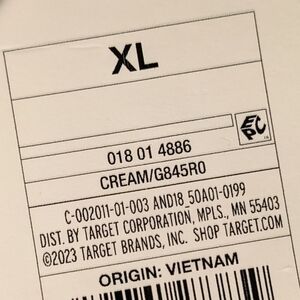 XL
EPC
018 01 4886
CREAM/G845R0
C-002011-01-003 AND18_50A01-0199
DIST. BY TARGET CORPORATION, MPLS., MN 55403
©2023 TARGET BRANDS, INC. SHOP TARGET.COM
ORIGIN: VIETNAM